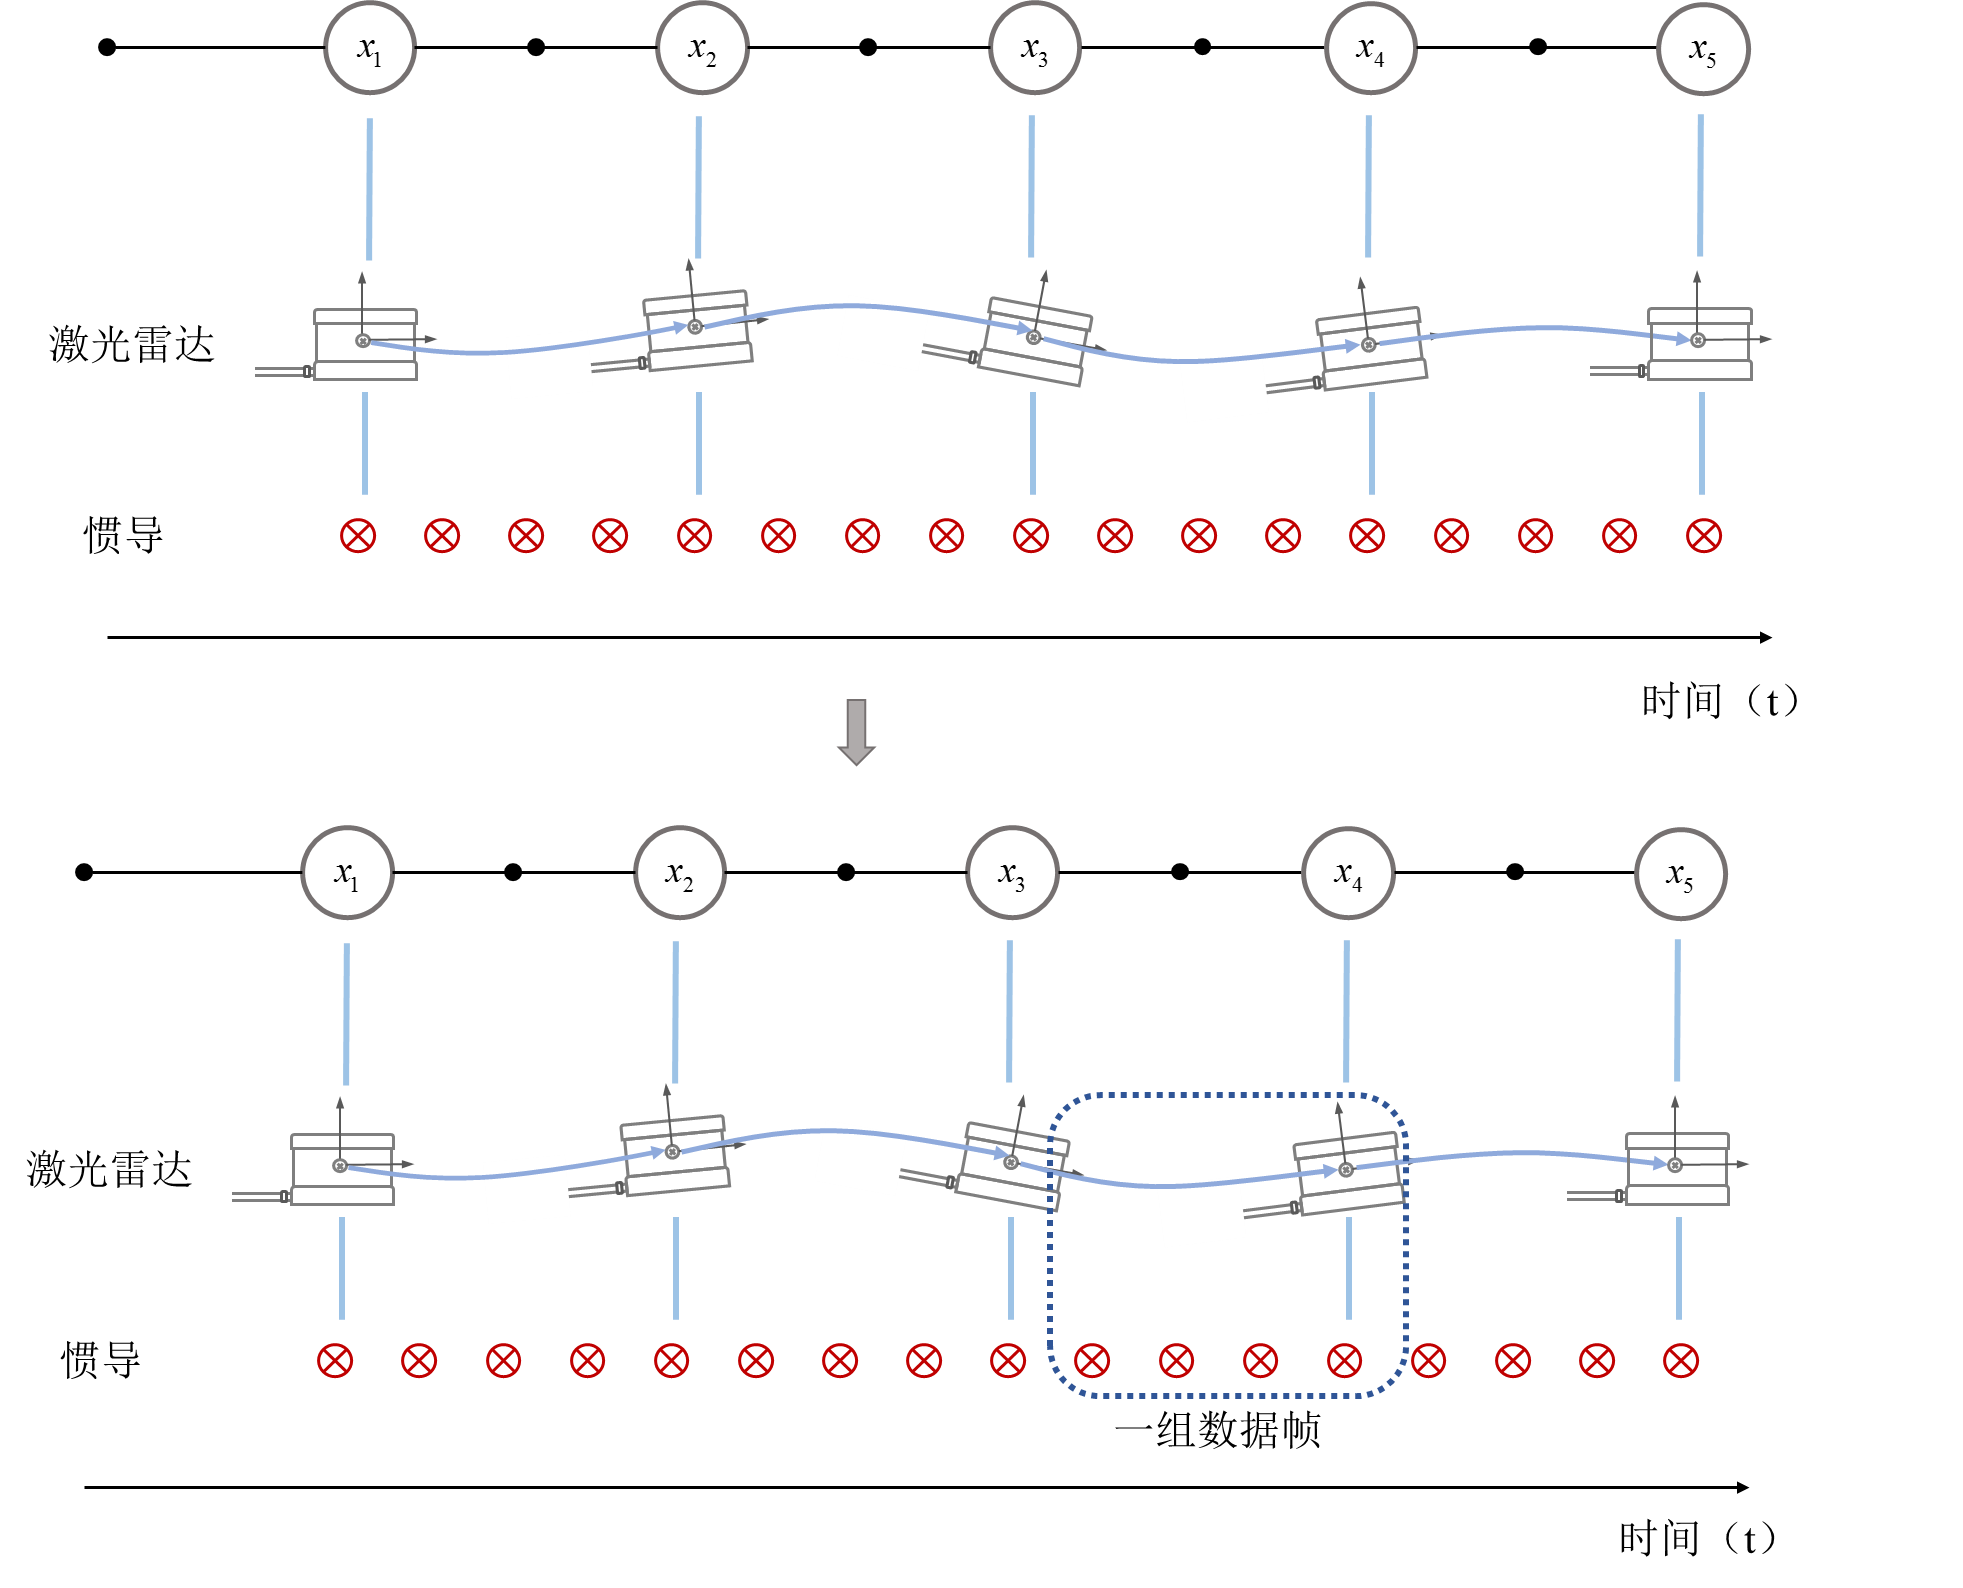 x₁ x₂ x₃ x₄ x₅
激光雷达
惯导
时间（t）
x₁ x₂ x₃ x₄ x₅
激光雷达
惯导
一组数据帧
时间（t）